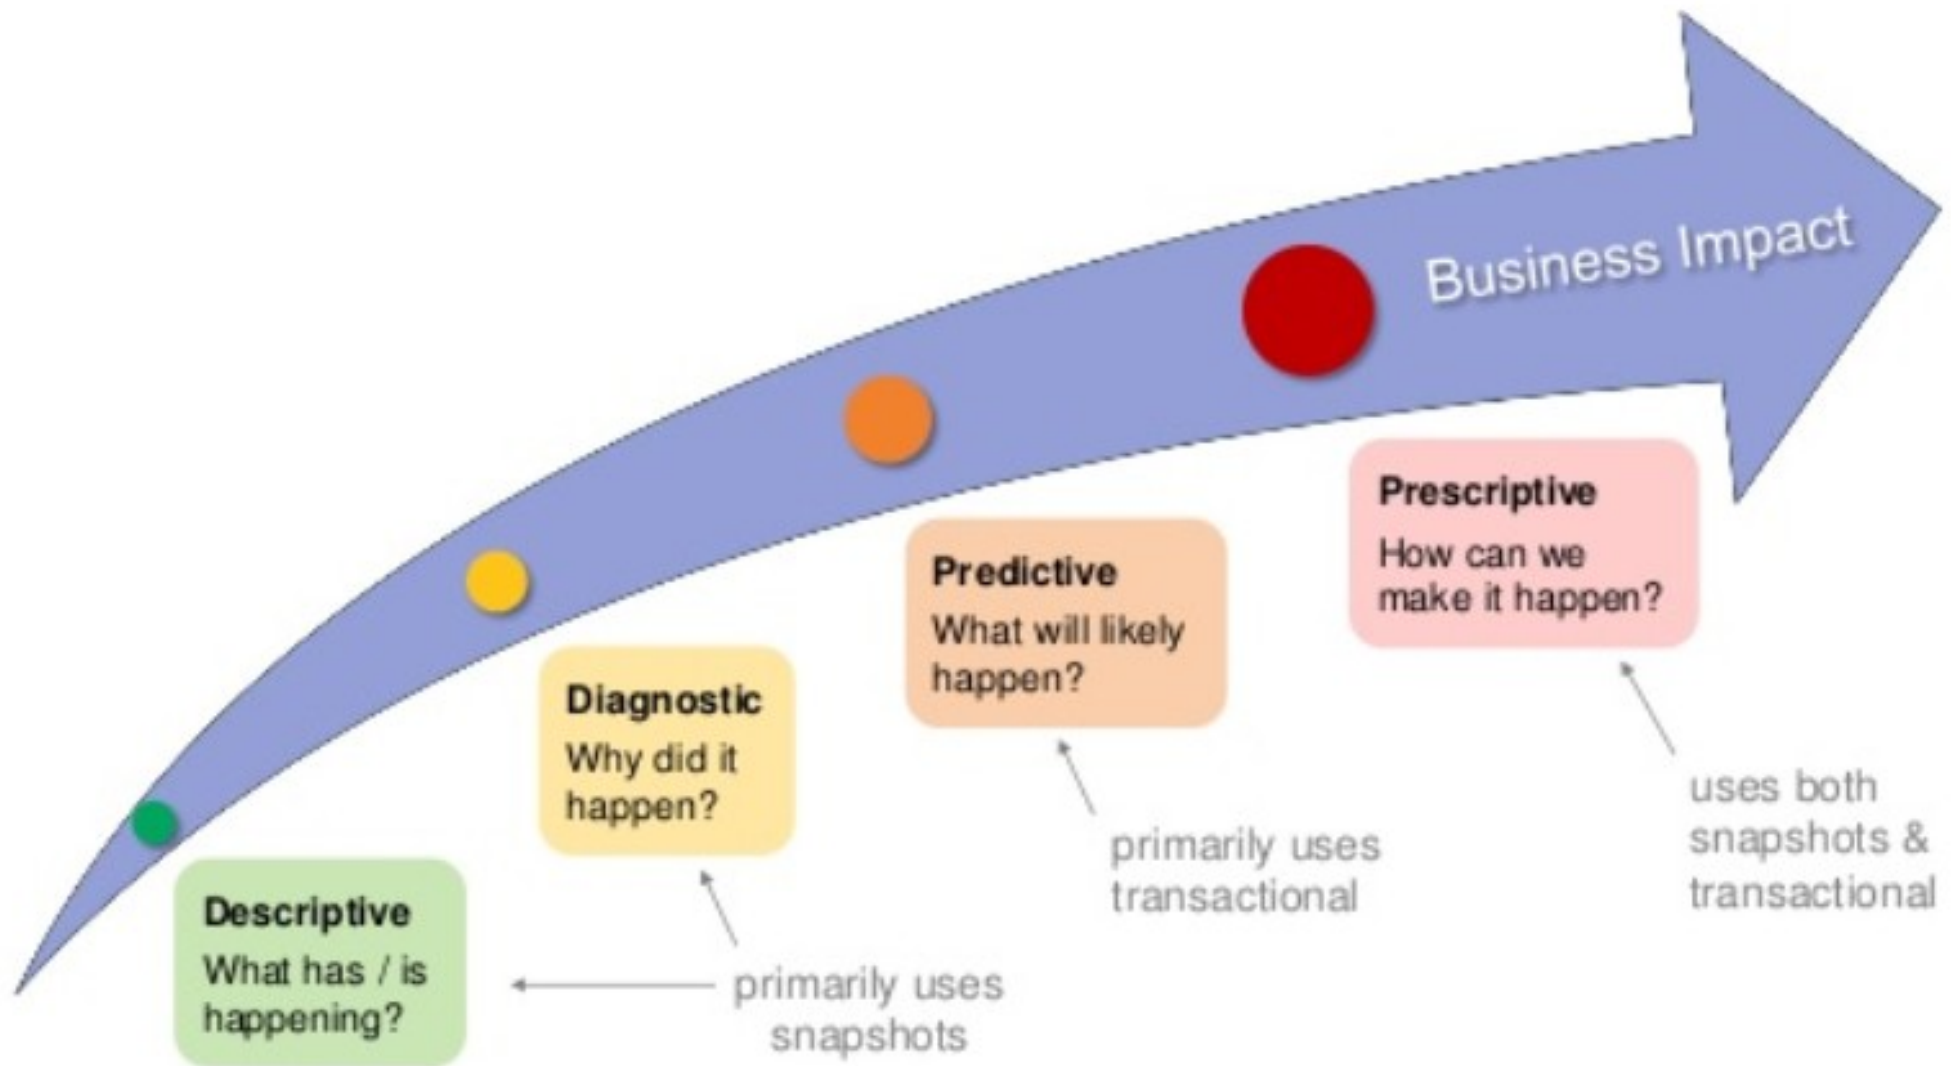 Business Impact
Prescriptive
How can we
make it happen?
Predictive
What will likely
happen?
Diagnostic
Why did it
happen?
Descriptive
What has / is
happening?
primarily uses
snapshots
primarily uses
transactional
uses both
snapshots &
transactional